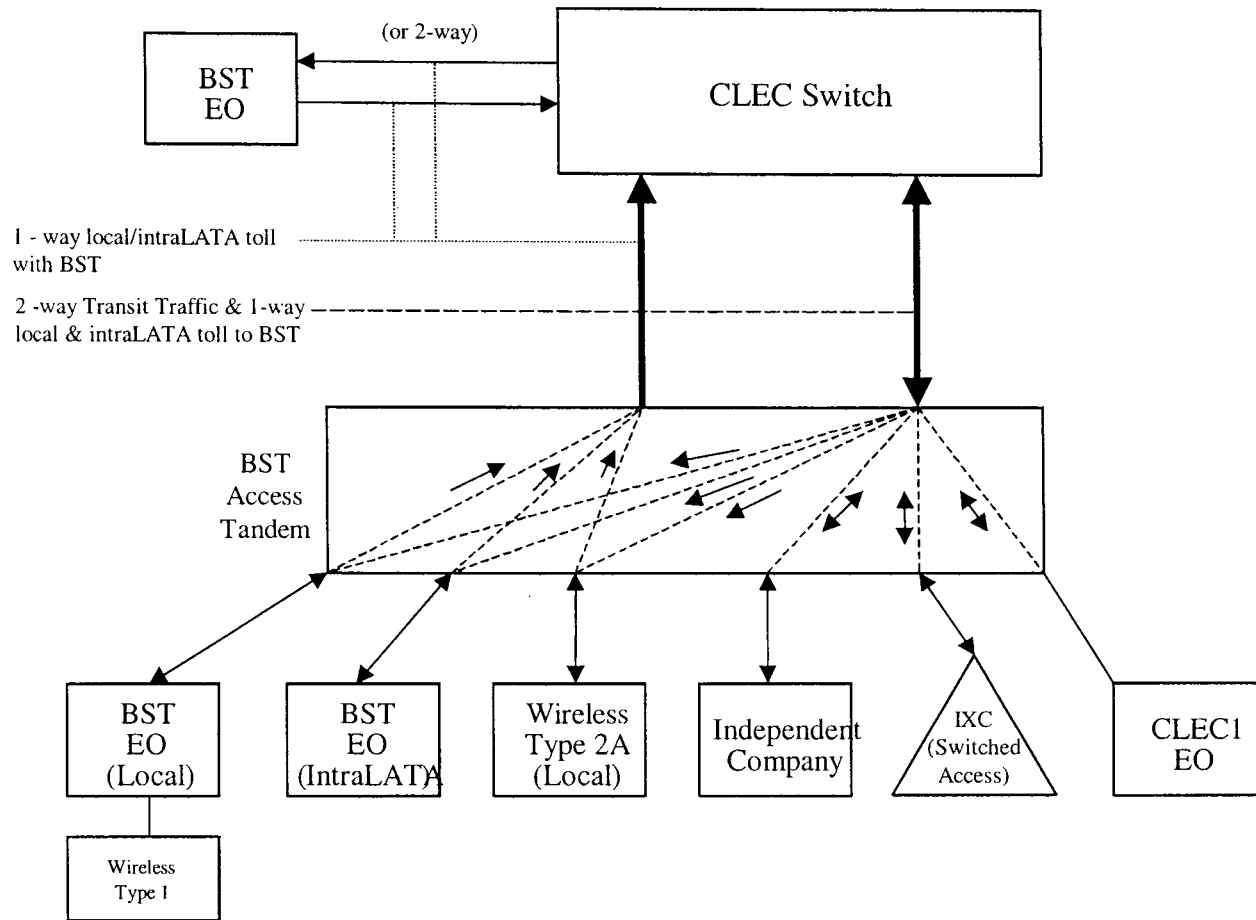 (or 2-way)
BST
EO
CLEC Switch
1 - way local/intraLATA toll
with BST
2 -way Transit Traffic & 1-way
local & intraLATA toll to BST
BST
Access
Tandem
BST
EO
(Local)
BST
EO
(IntraLATA)
Wireless
Type 2A
(Local)
Independent
Company
IXC
(Switched
Access)
CLEC1
EO
Wireless
Type 1